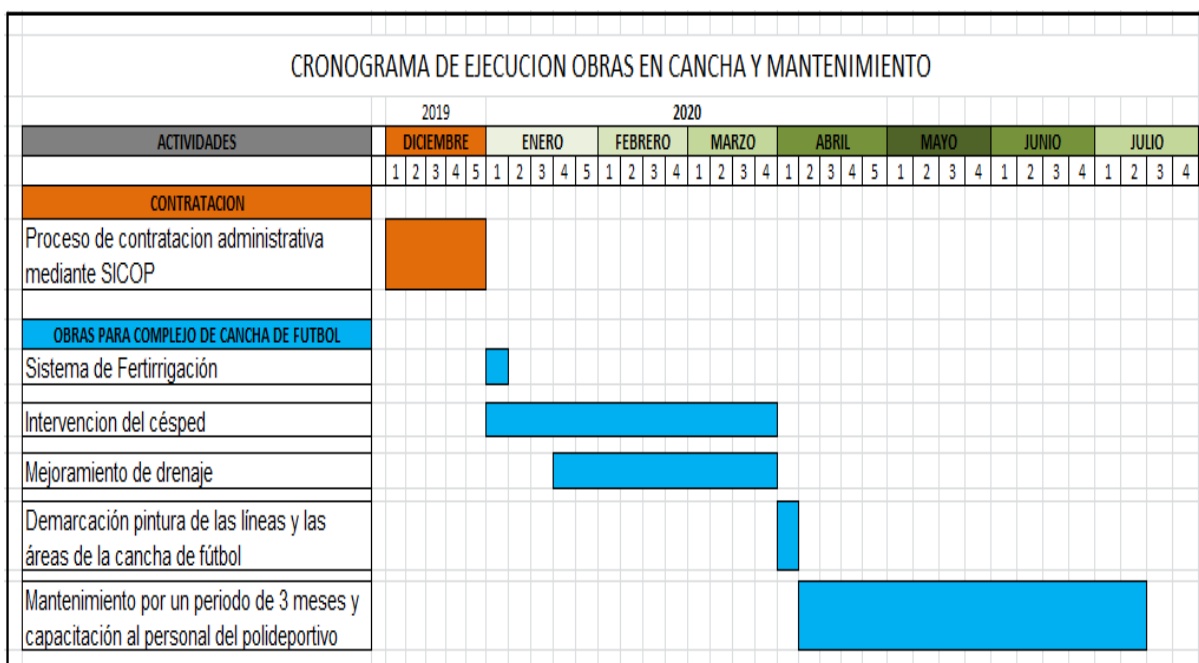 CRONOGRAMA DE EJECUCION OBRAS EN CANCHA Y MANTENIMIENTO
2019 2020
ACTIVIDADES DICIEMBRE ENERO FEBRERO MARZO ABRIL MAYO JUNIO JULIO
1 2 3 4 5 1 2 3 4 5 1 2 3 4 1 2 3 4 1 2 3 4 5 1 2 3 4 1 2 3 4 1 2 3 4
CONTRATACION
Proceso de contratacion administrativa
mediante SICOP
OBRAS PARA COMPLEJO DE CANCHA DE FUTBOL
Sistema de Fertirrigación
Intervencion del césped
Mejoramiento de drenaje
Demarcación pintura de las líneas y las
áreas de la cancha de fútbol
Mantenimiento por un periodo de 3 meses y
capacitación al personal del polideportivo